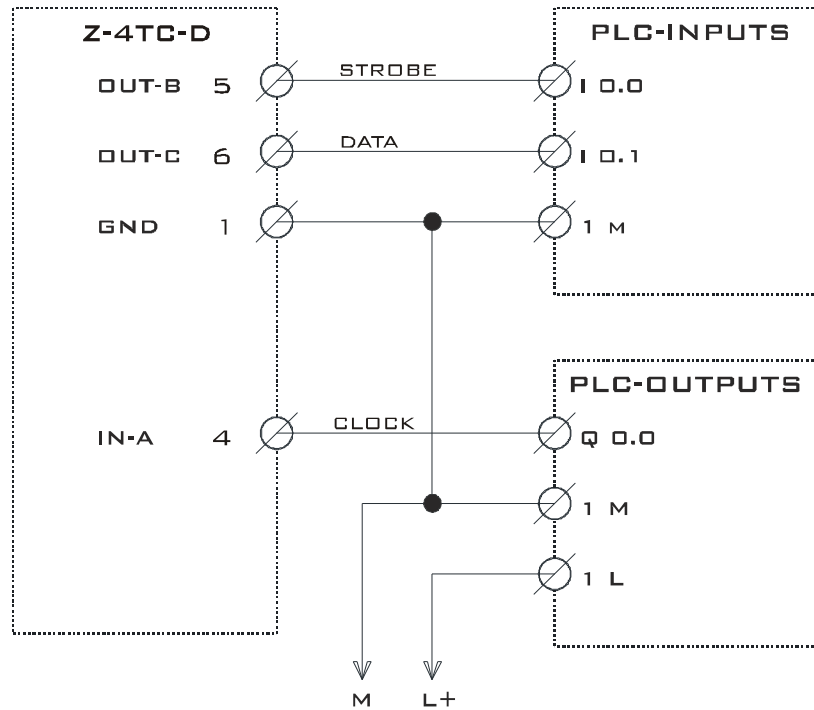 Z-4TC-D PLC-INPUTS
OUT-B 5 STROBE I 0.0
OUT-C 6 DATA I 0.1
GND 1 1 M
PLC-OUTPUTS
IN-A 4 CLOCK Q 0.0
1 M
1 L
M L+